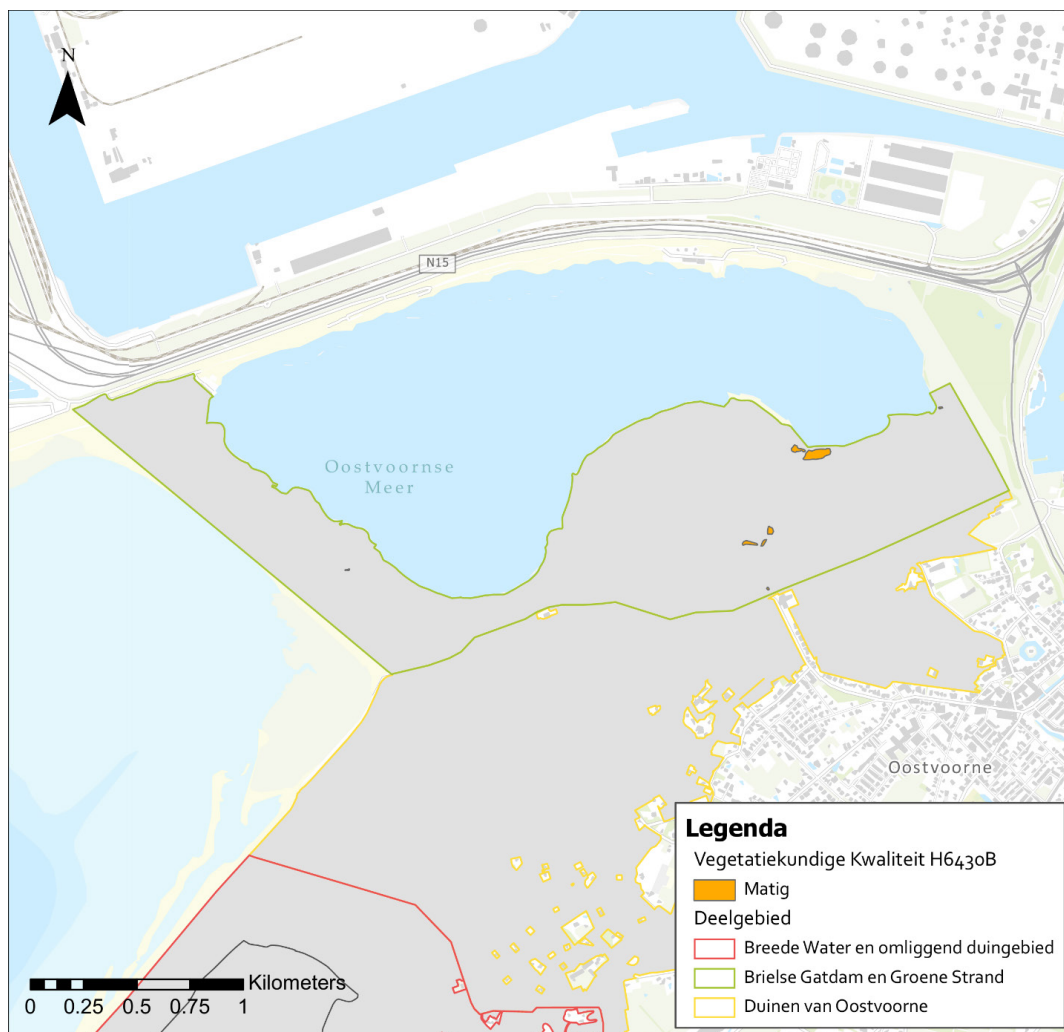 N
N15
Oostvoornse
Meer
Oostvoorne
Legenda
Vegetatiekundige Kwaliteit H6430B
Matig
Deelgebied
Breede Water en omliggend duingebied
Brielse Gatdam en Groene Strand
Duinen van Oostvoorne
Kilometers
0 0.25 0.5 0.75 1